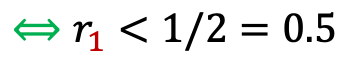 ⟺ r₁ < 1/2 = 0.5